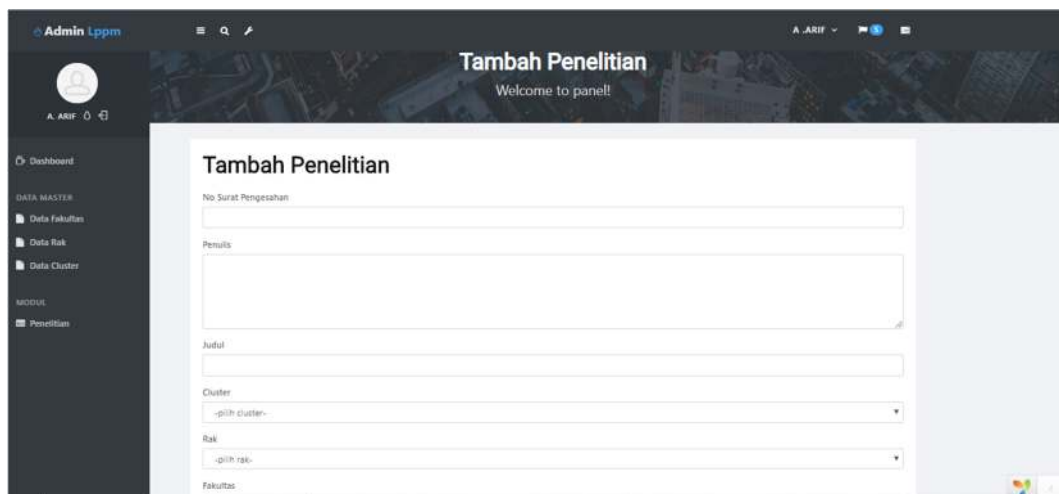 Admin Lppm
A .ARIF
5
Tambah Penelitian
Welcome to panel!
A. ARIF
Dashboard
DATA MASTER
Data Fakultas
Data Rak
Data Cluster
MODUL
Penelitian
Tambah Penelitian
No Surat Pengesahan
Penulis
Judul
Cluster
-pilih cluster-
Rak
-pilih rak-
Fakultas